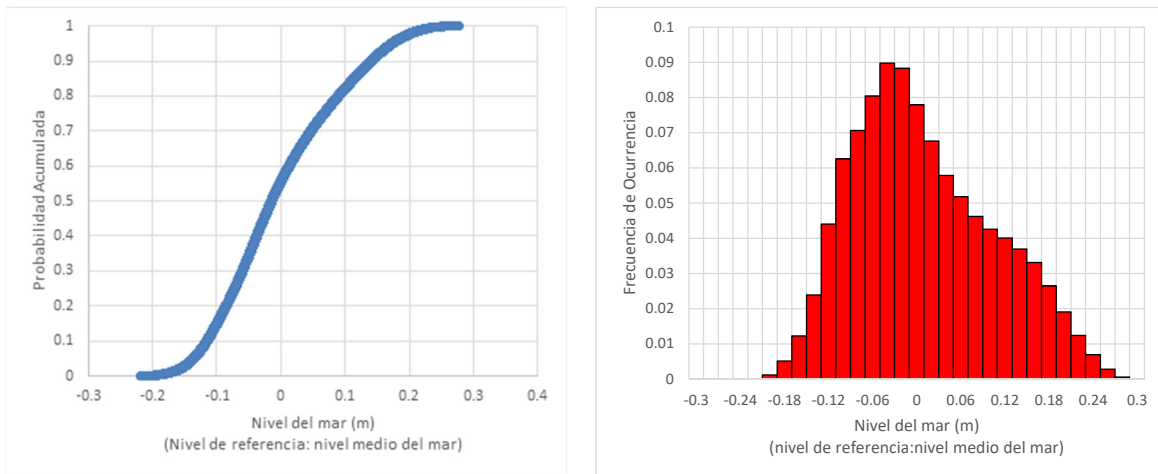 1
0.9
0.8
0.7
0.6
0.5
0.4
0.3
0.2
0.1
0
Probabilidad Acumulada
-0.3 -0.2 -0.1 0 0.1 0.2 0.3 0.4
Nivel del mar (m)
(Nivel de referencia: nivel medio del mar)
0.1
0.09
0.08
0.07
0.06
0.05
0.04
0.03
0.02
0.01
0
Frecuencia de Ocurrencia
-0.3 -0.24 -0.18 -0.12 -0.06 0 0.06 0.12 0.18 0.24 0.3
Nivel del mar (m)
(nivel de referencia:nivel medio del mar)